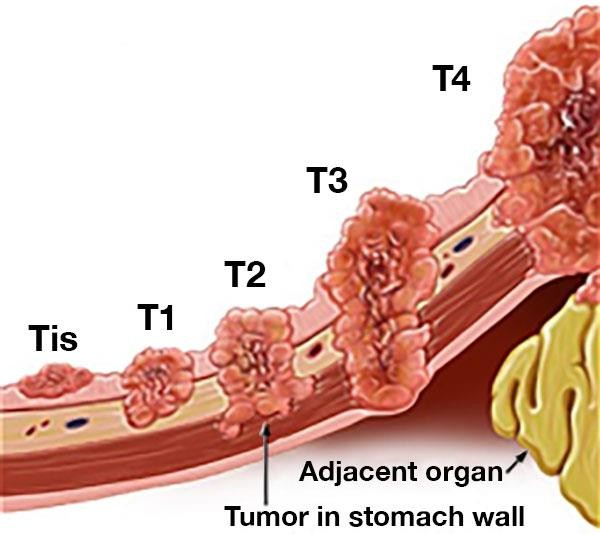 T4
T3
T2
T1
Tis
Adjacent organ
Tumor in stomach wall